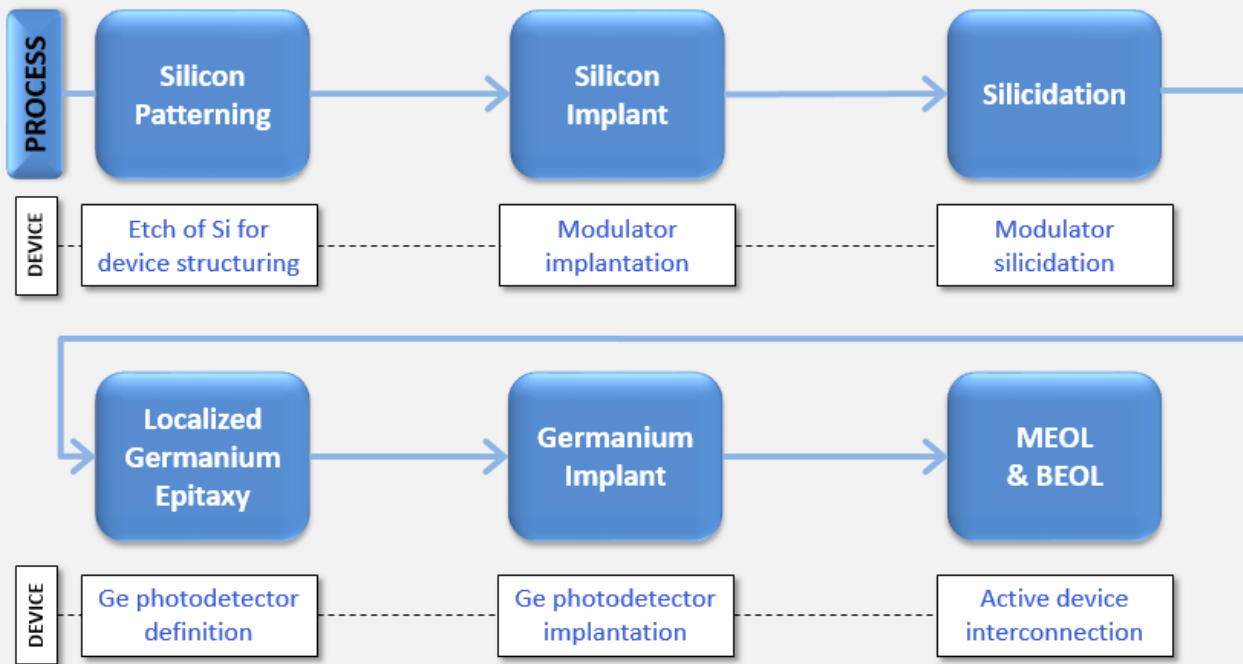 PROCESS
Silicon
Patterning
Silicon
Implant
Silicidation
DEVICE
Etch of Si for
device structuring
Modulator
implantation
Modulator
silicidation
Localized
Germanium
Epitaxy
Germanium
Implant
MEOL
& BEOL
DEVICE
Ge photodetector
definition
Ge photodetector
implantation
Active device
interconnection